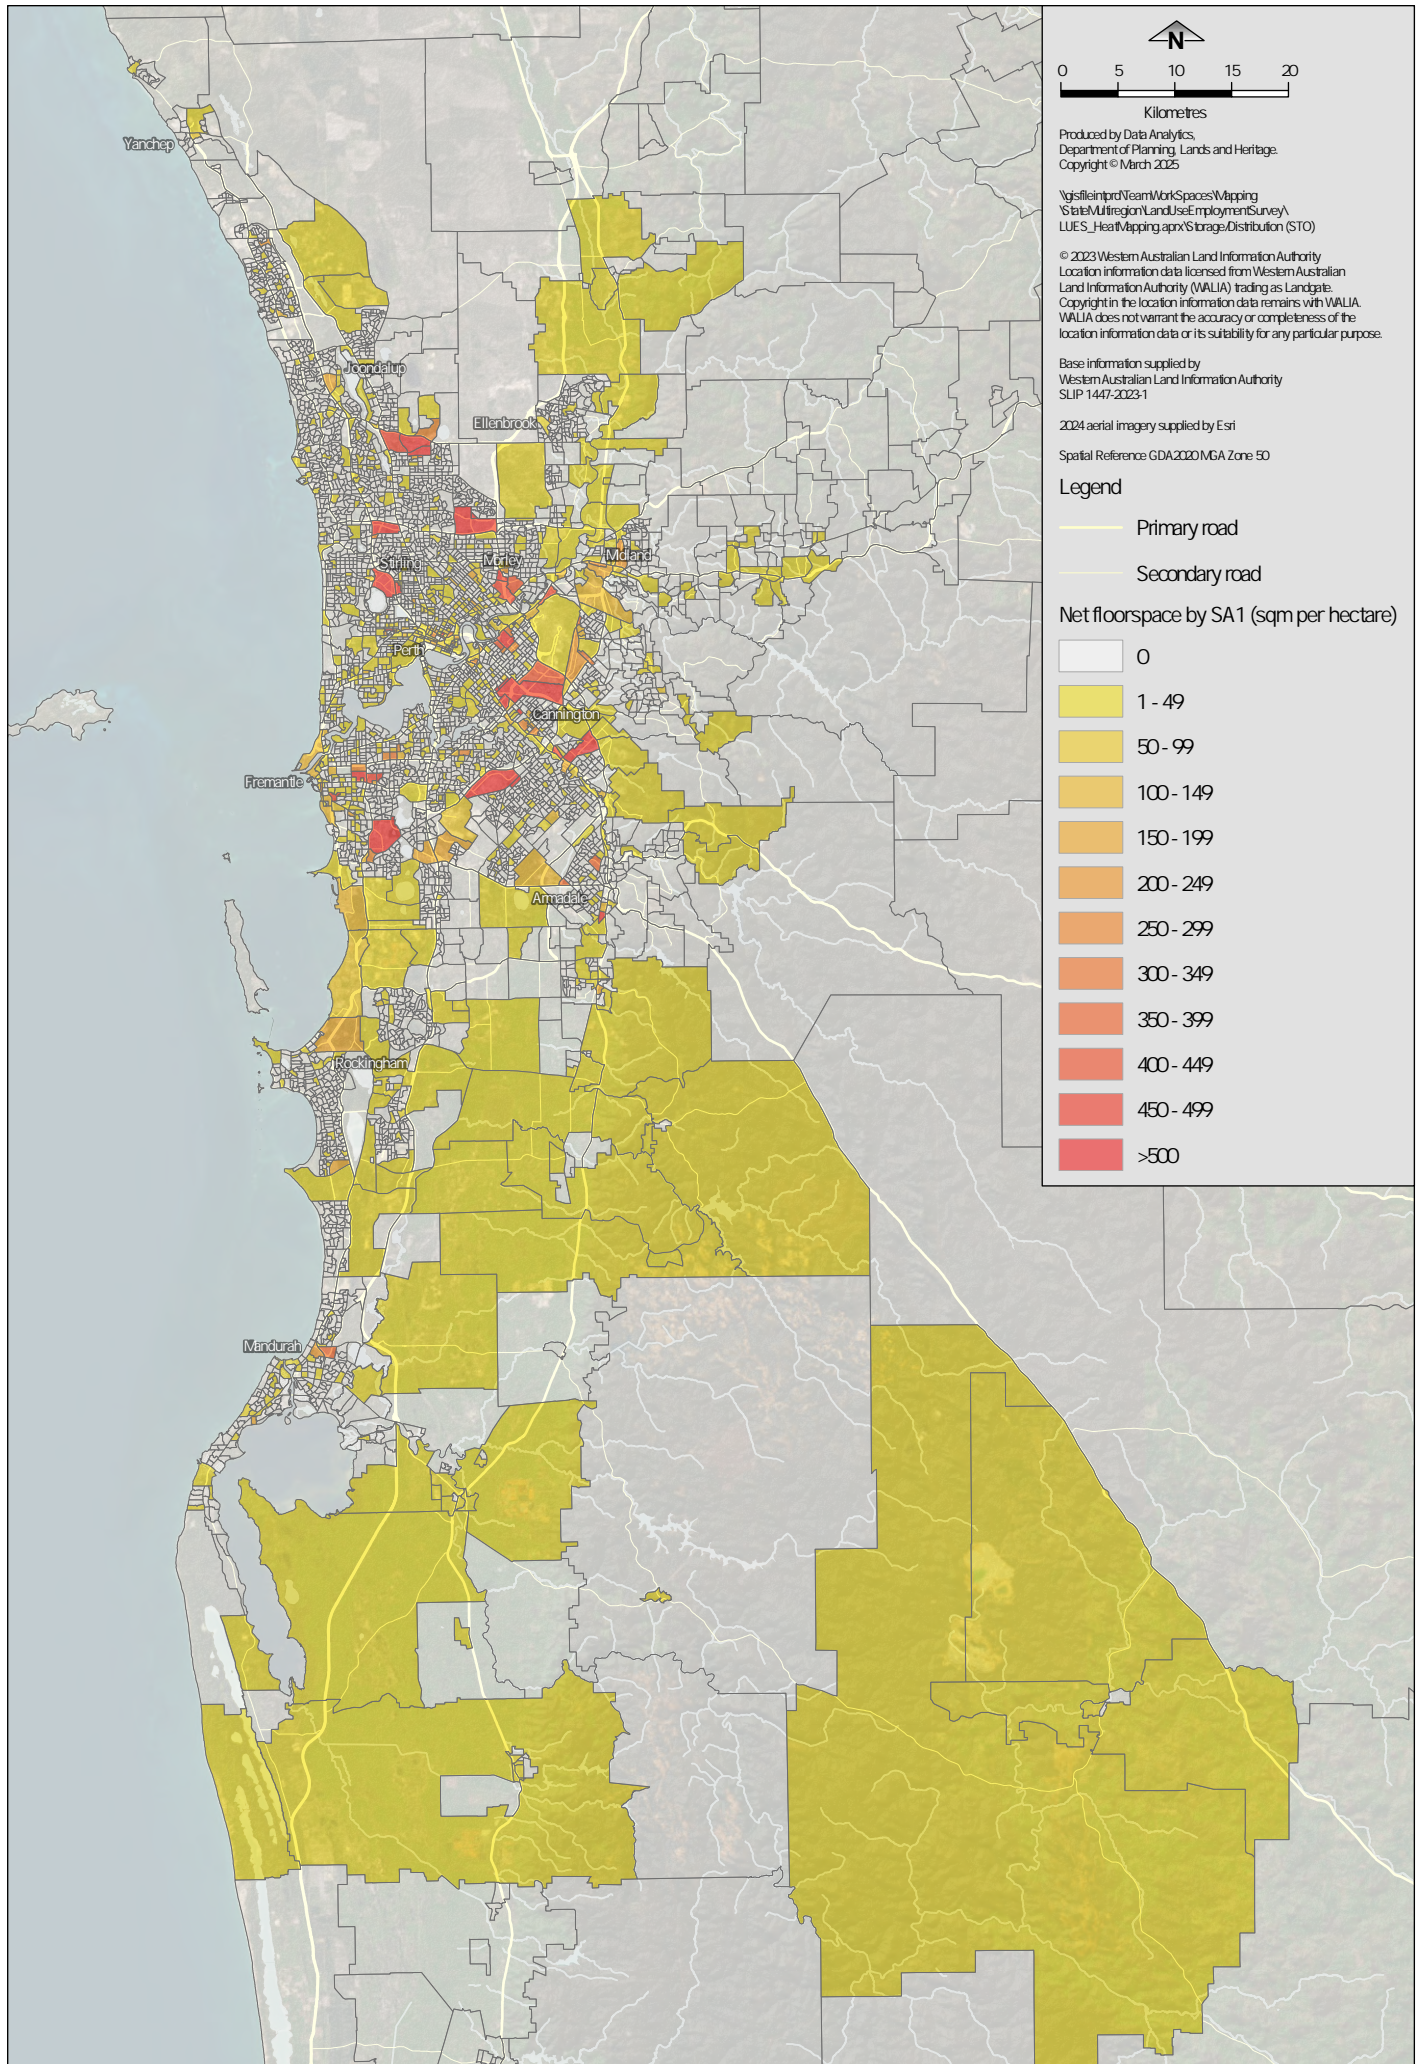 N
0 5 10 15 20
Kilometres
Produced by Data Analytics,
Department of Planning, Lands and Heritage.
Copyright © March 2025
\\gisfileintprd\TeamWorkSpaces\Mapping
\StateMultiregion\LandUseEmploymentSurvey\
LUES_HeatMapping.aprx\Storage/Distribution (STO)
© 2023 Western Australian Land Information Authority
Location information data licensed from Western Australian
Land Information Authority (WALIA) trading as Landgate.
Copyright in the location information data remains with WALIA.
WALIA does not warrant the accuracy or completeness of the
location information data or its suitability for any particular purpose.
Base information supplied by
Western Australian Land Information Authority
SLIP 1447-2023-1
2024 aerial imagery supplied by Esri
Spatial Reference GDA2020 MGA Zone 50
Legend
Primary road
Secondary road
Net floorspace by SA1 (sqm per hectare)
0
1 - 49
50 - 99
100 - 149
150 - 199
200 - 249
250 - 299
300 - 349
350 - 399
400 - 449
450 - 499
>500
Yanchep
Joondalup
Ellenbrook
Stirling
Morley
Midland
Perth
Cannington
Fremantle
Armadale
Rockingham
Mandurah